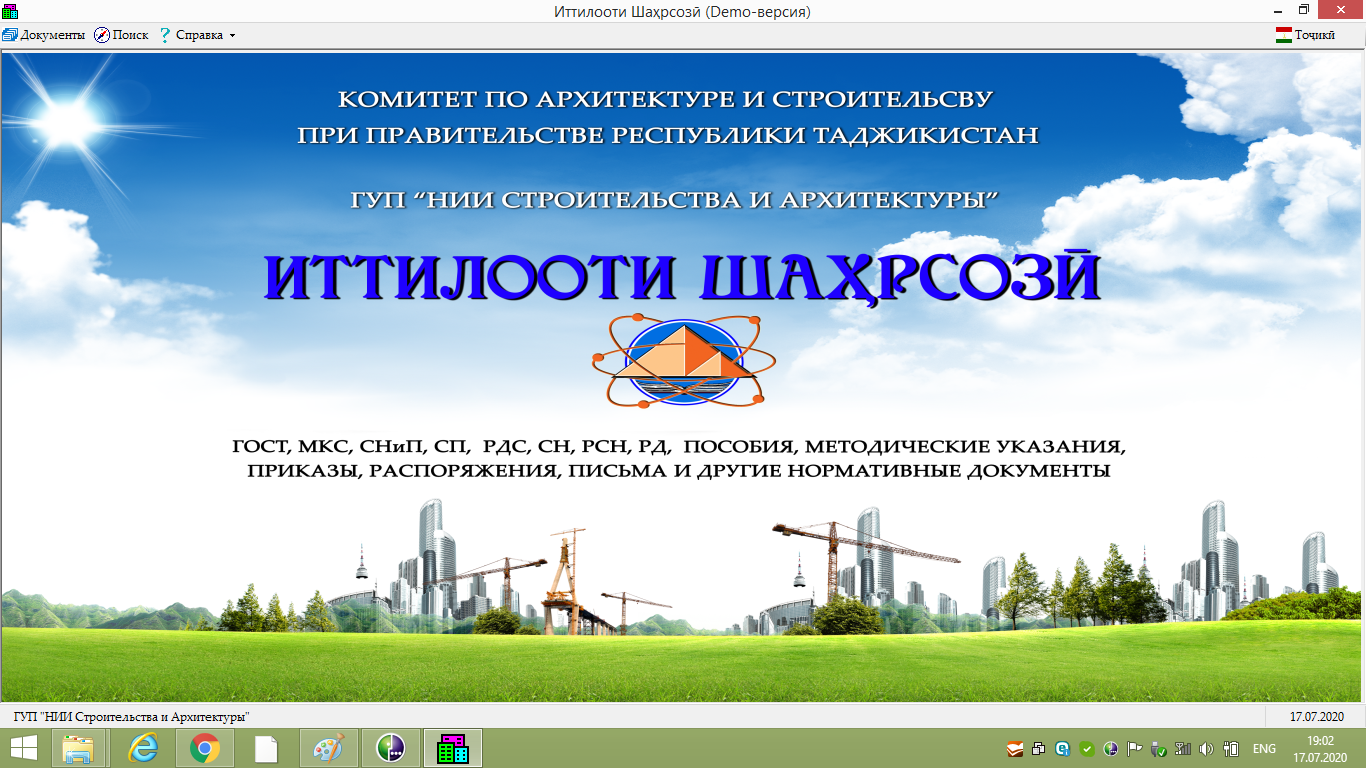 Иттилооти Шаҳрсозӣ (Demo-версия)
Документы Поиск Справка Тоҷикӣ
КОМИТЕТ ПО АРХИТЕКТУРЕ И СТРОИТЕЛЬСВУ
ПРИ ПРАВИТЕЛЬСТВЕ РЕСПУБЛИКИ ТАДЖИКИСТАН
ГУП “НИИ СТРОИТЕЛЬСТВА И АРХИТЕКТУРЫ”
ИТТИЛООТИ ШАҲРСОЗӢ
ГОСТ, МКС, СНиП, СП, РДС, СН, РСН, РД, ПОСОБИЯ, МЕТОДИЧЕСКИЕ УКАЗАНИЯ,
ПРИКАЗЫ, РАСПОРЯЖЕНИЯ, ПИСЬМА И ДРУГИЕ НОРМАТИВНЫЕ ДОКУМЕНТЫ
ГУП "НИИ Строительства и Архитектуры" 17.07.2020
ENG 19:02
17.07.2020